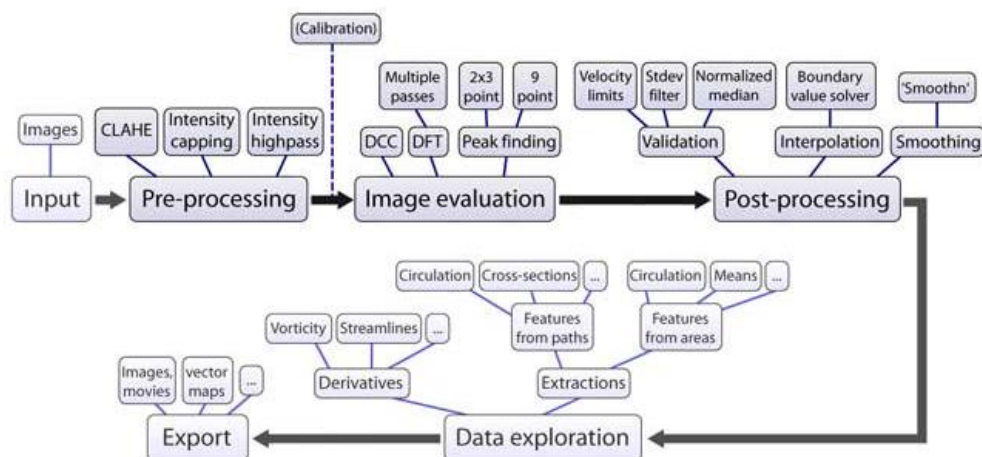 (Calibration)
Images
CLAHE
Intensity
capping
Intensity
highpass
Multiple
passes
2x3
point
9
point
DCC
DFT
Peak finding
Velocity
limits
Stdev
filter
Normalized
median
Boundary
value solver
'Smoothn'
Validation
Interpolation
Smoothing
Input
Pre-processing
Image evaluation
Post-processing
Circulation
Cross-sections
...
Circulation
Means
...
Features
from paths
Features
from areas
Vorticity
Streamlines
...
Derivatives
Extractions
Images,
movies
vector
maps
...
Export
Data exploration